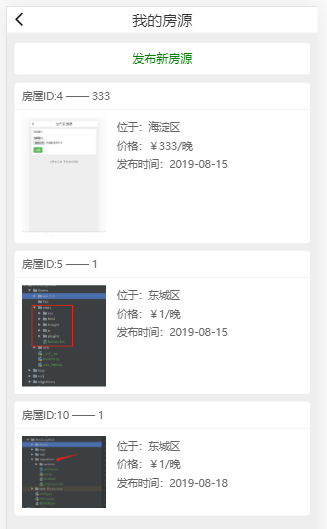 我的房源
发布新房源
房屋ID:4 —— 333
位于：海淀区
价格：￥333/晚
发布时间：2019-08-15
房屋ID:5 —— 1
位于：东城区
价格：￥1/晚
发布时间：2019-08-15
房屋ID:10 —— 1
位于：东城区
价格：￥1/晚
发布时间：2019-08-18